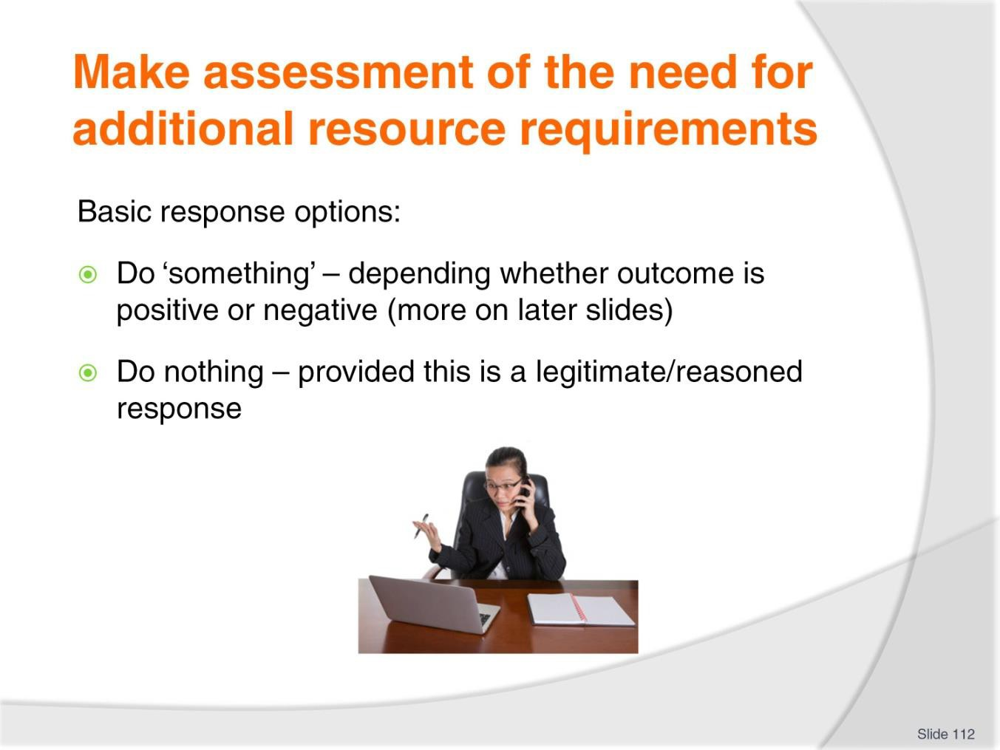 Make assessment of the need for
additional resource requirements
Basic response options:
Do ‘something’ – depending whether outcome is
positive or negative (more on later slides)
Do nothing – provided this is a legitimate/reasoned
response
Slide 112